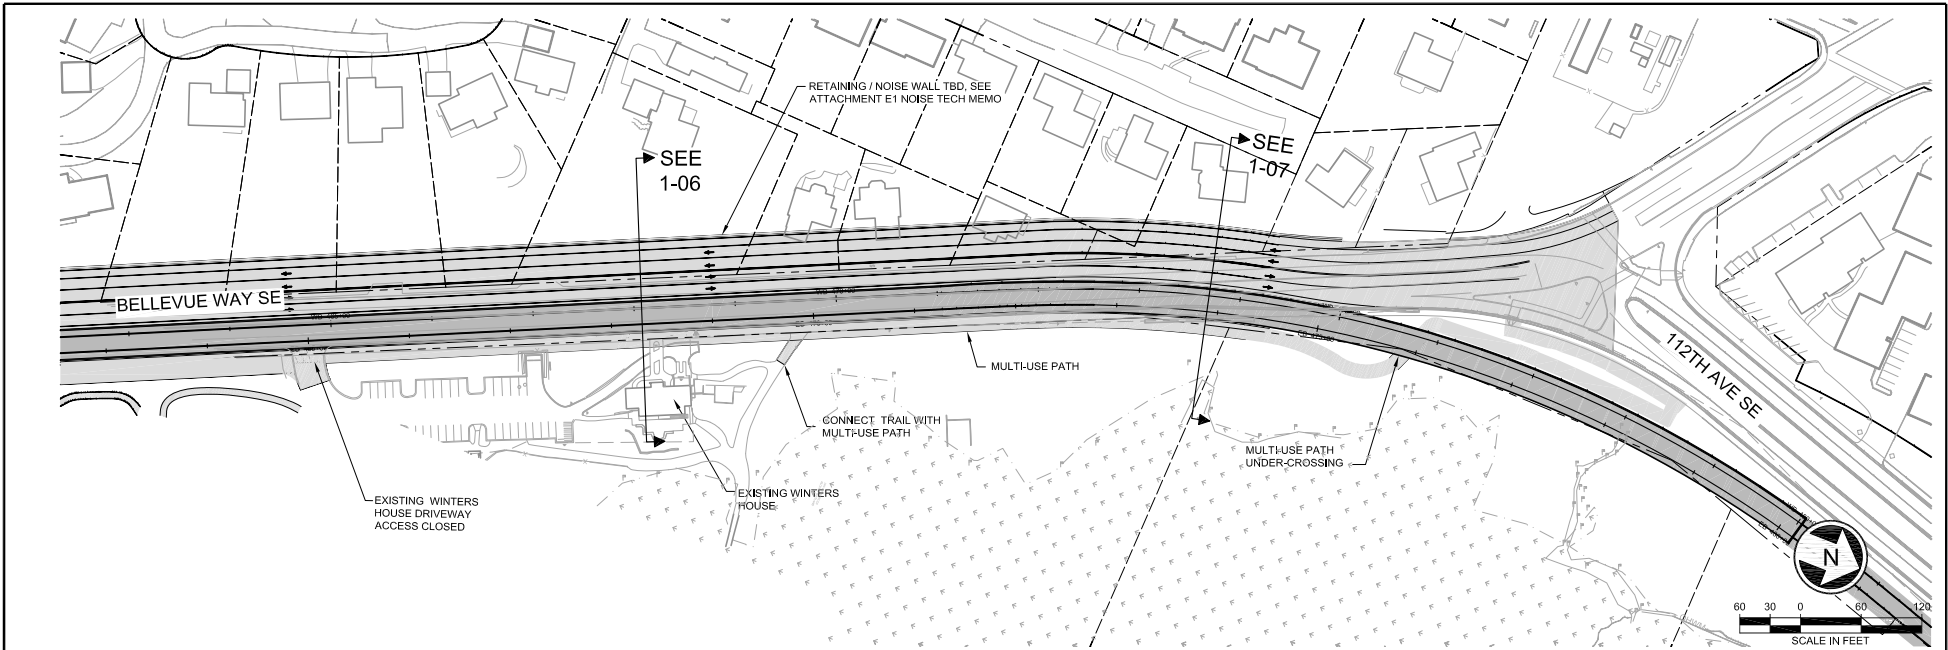 RETAINING / NOISE WALL TBD, SEE
ATTACHMENT E1 NOISE TECH MEMO
SEE
1-06
SEE
1-07
BELLEVUE WAY SE
112TH AVE SE
MULTI-USE PATH
CONNECT TRAIL WITH
MULTI-USE PATH
MULTI-USE PATH
UNDER-CROSSING
EXISTING WINTERS
HOUSE DRIVEWAY
ACCESS CLOSED
EXISTING WINTERS
HOUSE
N
60 30 0 60 120
SCALE IN FEET